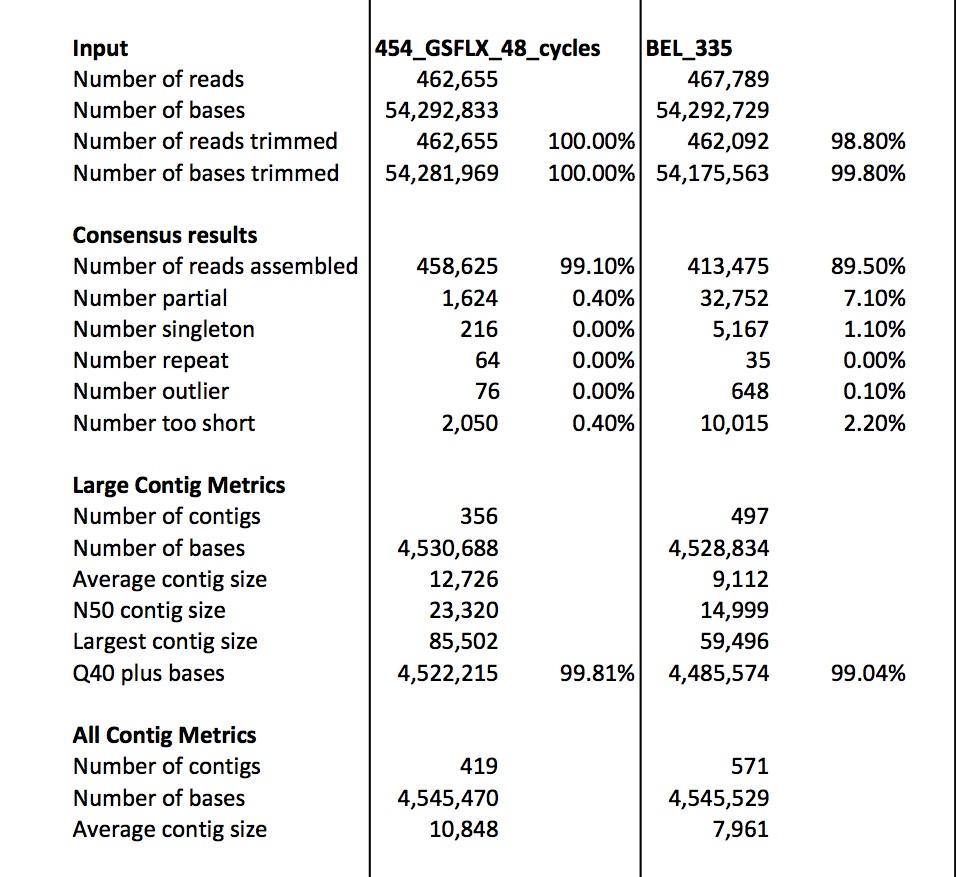 Input 454_GSFLX_48_cycles BEL_335
Number of reads 462,655 467,789
Number of bases 54,292,833 54,292,729
Number of reads trimmed 462,655 100.00% 462,092 98.80%
Number of bases trimmed 54,281,969 100.00% 54,175,563 99.80%
Consensus results
Number of reads assembled 458,625 99.10% 413,475 89.50%
Number partial 1,624 0.40% 32,752 7.10%
Number singleton 216 0.00% 5,167 1.10%
Number repeat 64 0.00% 35 0.00%
Number outlier 76 0.00% 648 0.10%
Number too short 2,050 0.40% 10,015 2.20%
Large Contig Metrics
Number of contigs 356 497
Number of bases 4,530,688 4,528,834
Average contig size 12,726 9,112
N50 contig size 23,320 14,999
Largest contig size 85,502 59,496
Q40 plus bases 4,522,215 99.81% 4,485,574 99.04%
All Contig Metrics
Number of contigs 419 571
Number of bases 4,545,470 4,545,529
Average contig size 10,848 7,961